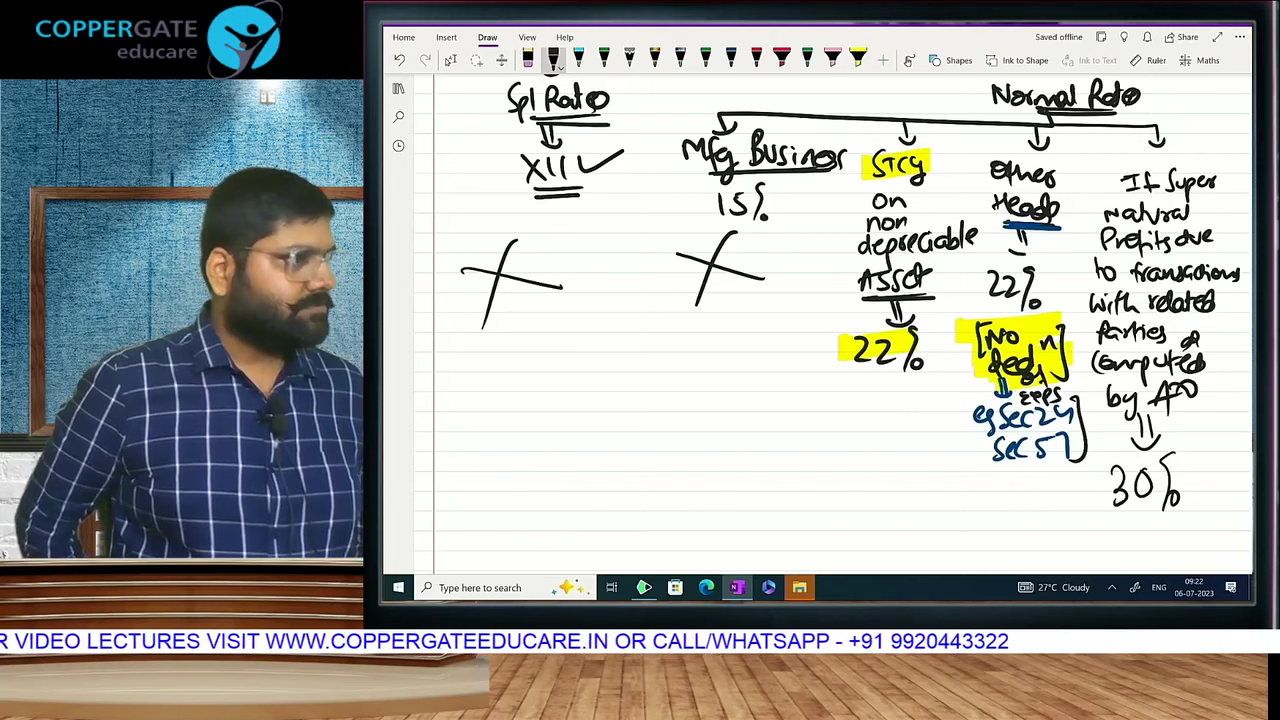 COPPERGATE
educare
Home Insert Draw View Help
Saved offline
Share
Shapes
Ink to Shape
Ink to Text
Ruler
Maths
Spl Rate
XII
Mfg Business
15%
STCG
on
non
depreciable
Asset
22%
Normal Rate
Other
Heads
22%
[No
dedn]
of
exps
eg Sec 24
Sec 57
If Super
natural
Profits due
to transactions
with related
Parties &
Computed
by AO
30%
Type here to search
27°C Cloudy
ENG
09:22
06-07-2023
R VIDEO LECTURES VISIT WWW.COPPERGATEEDUCARE.IN OR CALL/WHATSAPP - +91 9920443322